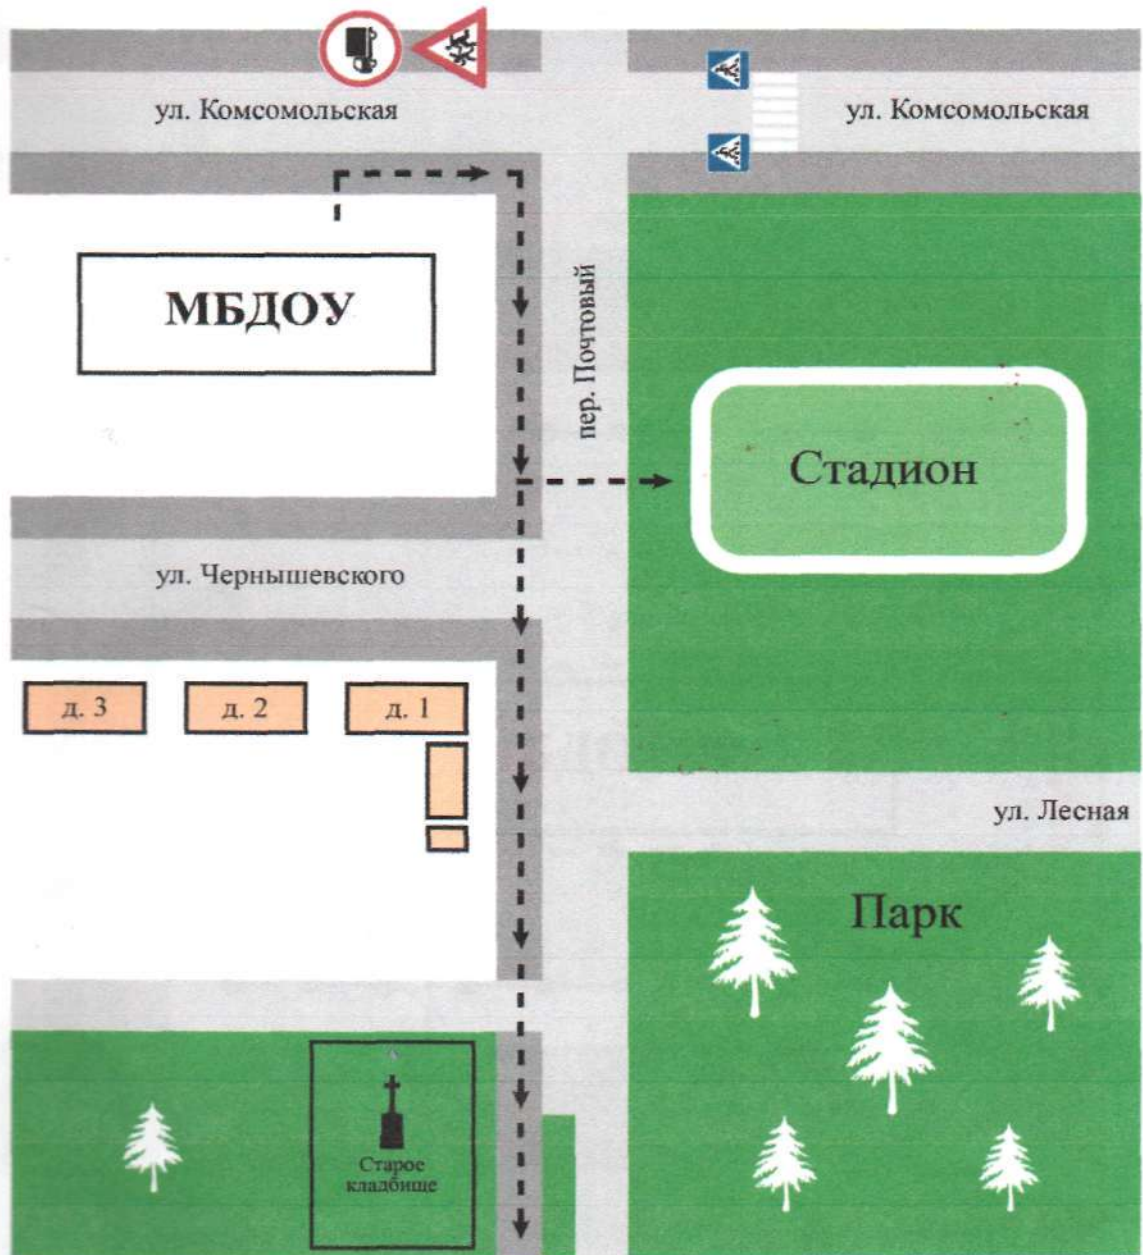 ул. Комсомольская
ул. Комсомольская
МБДОУ
пер. Почтовый
Стадион
ул. Чернышевского
д. 3
д. 2
д. 1
ул. Лесная
Парк
Старое
кладбище